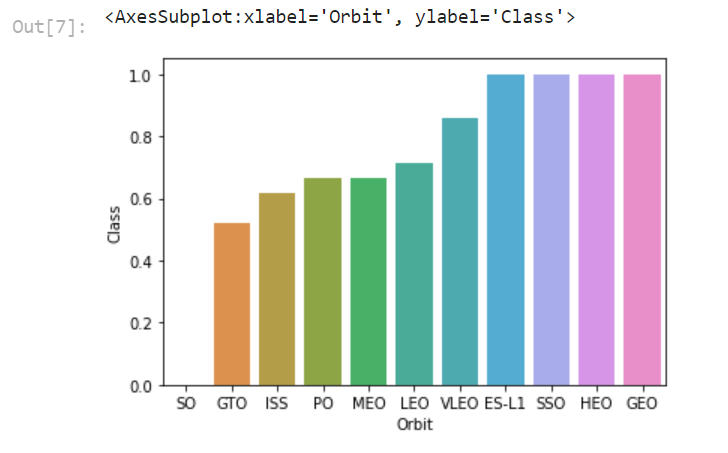 <AxesSubplot:xlabel='Orbit', ylabel='Class'>
Out[7]:
1.0
0.8
0.6
0.4
0.2
0.0
Class
SO GTO ISS PO MEO LEO VLEO ES-L1 SSO HEO GEO
Orbit